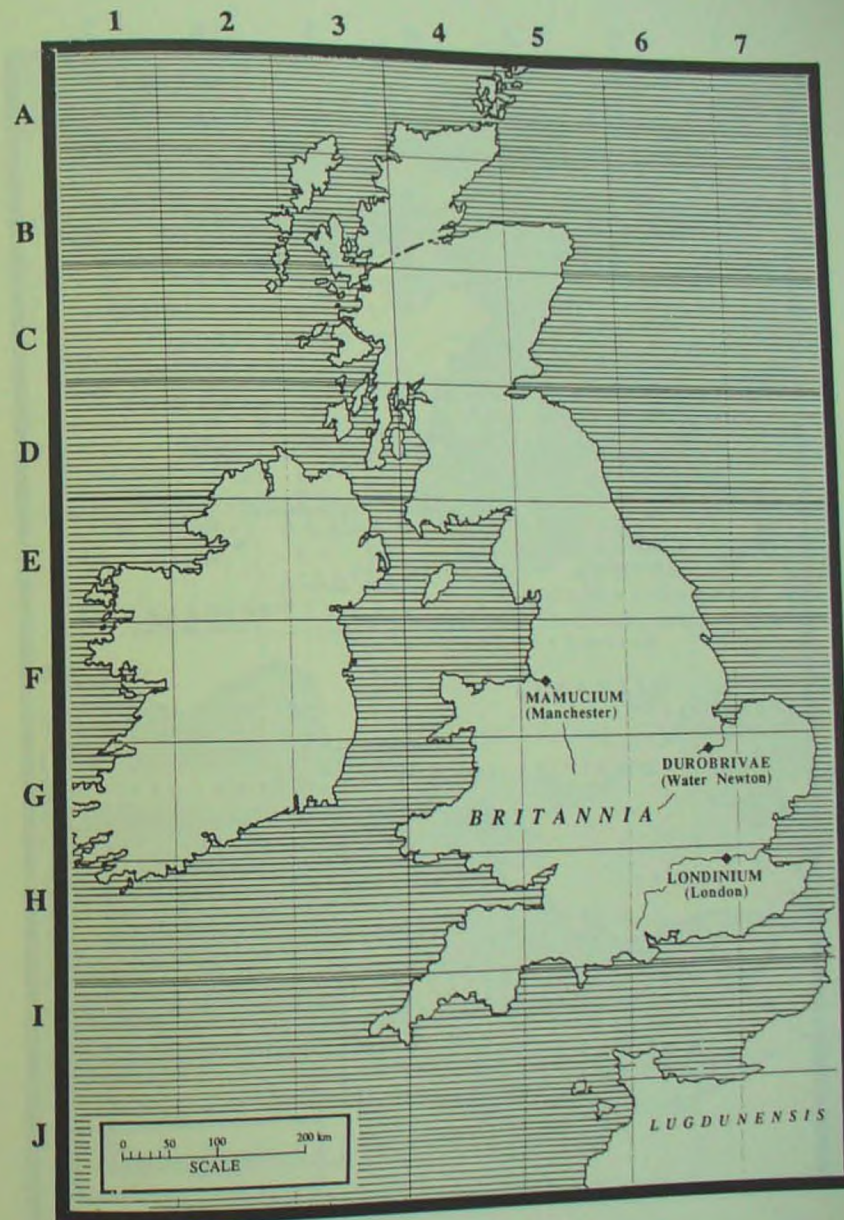 1 2 3 4 5 6 7
A
B
C
D
E
F
MAMUCIUM
(Manchester)
DUROBRIVAE
(Water Newton)
G
BRITANNIA
LONDINIUM
(London)
H
I
J
LUGDUNENSIS
0 50 100 200 km
SCALE